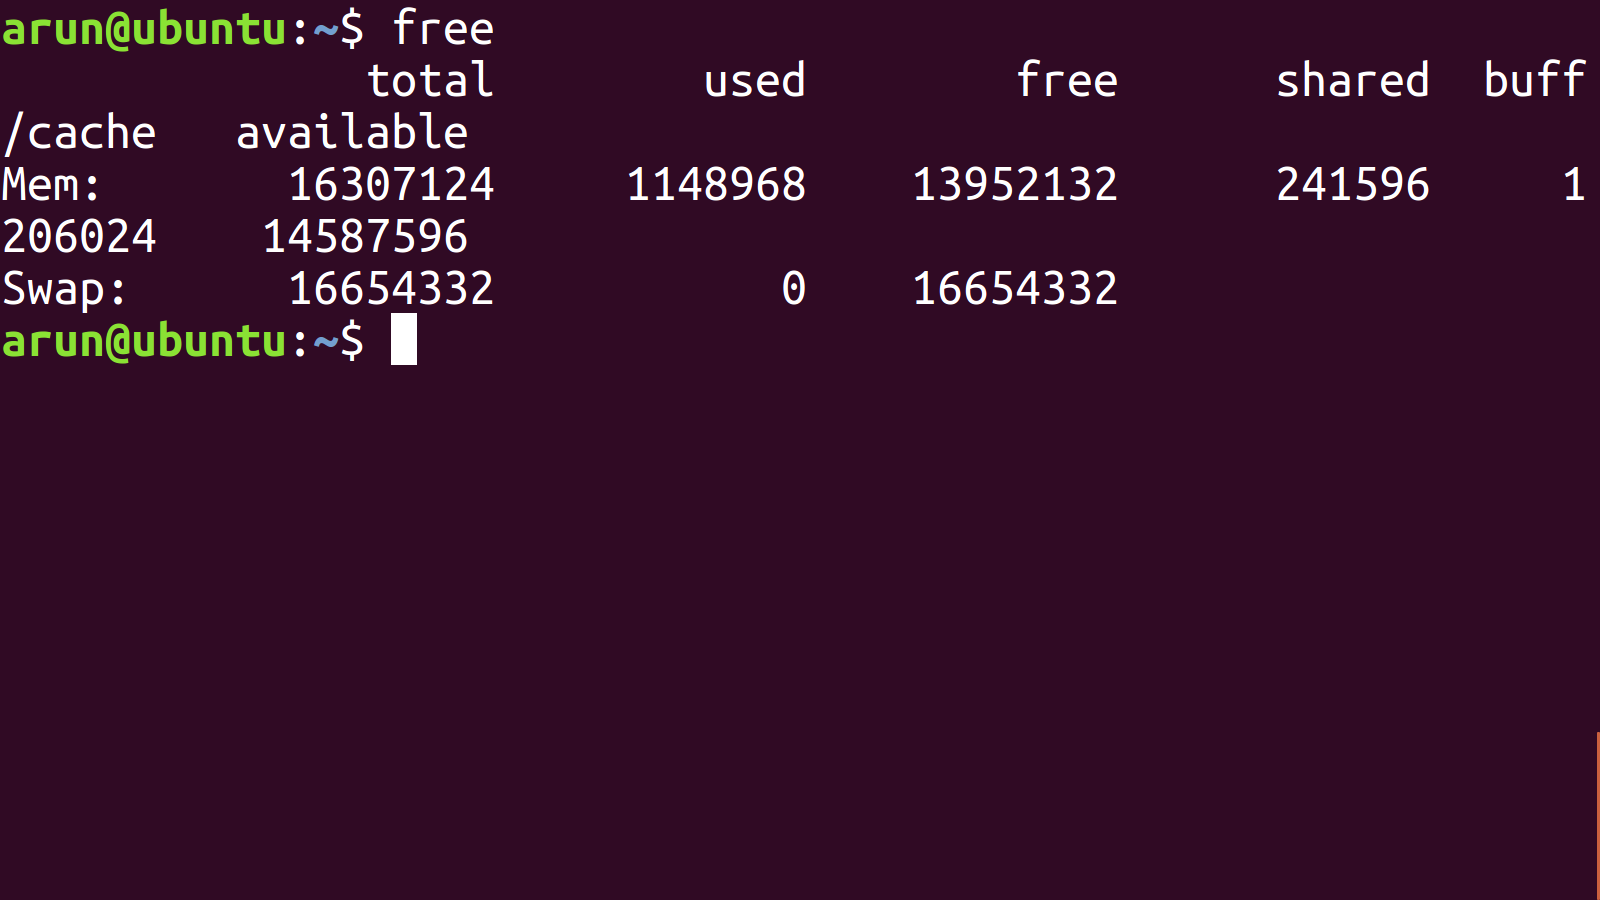 arun@ubuntu:~$ free
              total        used        free      shared  buff
/cache   available
Mem:       16307124     1148968    13952132      241596     1
206024    14587596
Swap:      16654332           0    16654332
arun@ubuntu:~$